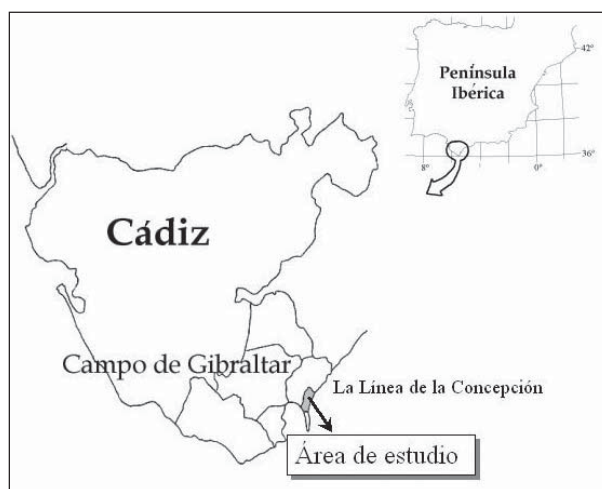 42°
Península
Ibérica
36°
8°
0°
Cádiz
Campo de Gibraltar
La Línea de la Concepción
Área de estudio